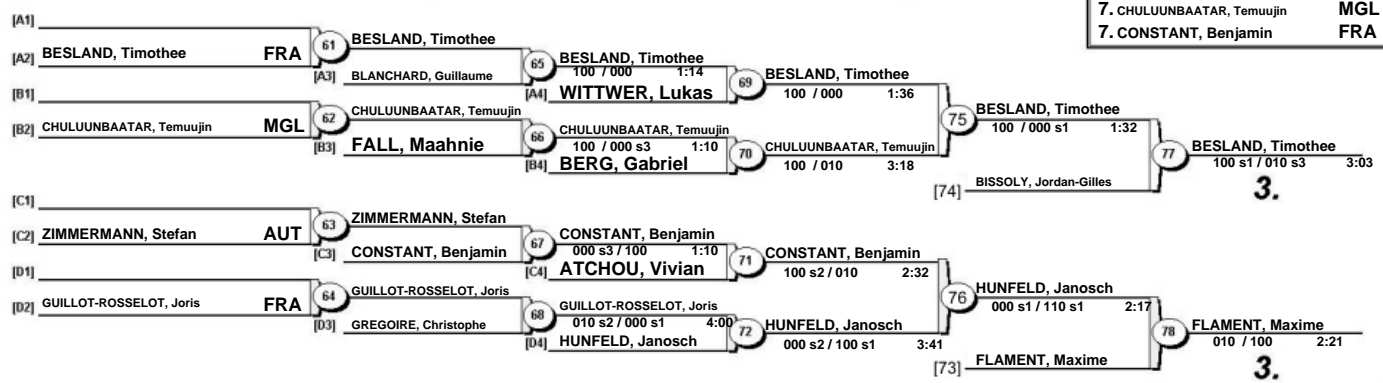 7. CHULUUNBAATAR, Temuujin MGL
7. CONSTANT, Benjamin FRA
[A1]
[A2] BESLAND, Timothee FRA
61
BESLAND, Timothee
[A3] BLANCHARD, Guillaume
65
BESLAND, Timothee
100 / 000 1:14
[A4] WITTWER, Lukas
69
BESLAND, Timothee
100 / 000 1:36
[B1]
[B2] CHULUUNBAATAR, Temuujin MGL
62
CHULUUNBAATAR, Temuujin
[B3] FALL, Maahnie
66
CHULUUNBAATAR, Temuujin
100 / 000 s3 1:10
[B4] BERG, Gabriel
70
CHULUUNBAATAR, Temuujin
100 / 010 3:18
75
BESLAND, Timothee
100 / 000 s1 1:32
[74] BISSOLY, Jordan-Gilles
77
BESLAND, Timothee
100 s1 / 010 s3 3:03
3.
[C1]
[C2] ZIMMERMANN, Stefan AUT
63
ZIMMERMANN, Stefan
[C3] CONSTANT, Benjamin
67
CONSTANT, Benjamin
000 s3 / 100 1:10
[C4] ATCHOU, Vivian
71
CONSTANT, Benjamin
100 s2 / 010 2:32
[D1]
[D2] GUILLOT-ROSSELOT, Joris FRA
64
GUILLOT-ROSSELOT, Joris
[D3] GREGOIRE, Christophe
68
GUILLOT-ROSSELOT, Joris
010 s2 / 000 s1 4:00
[D4] HUNFELD, Janosch
72
HUNFELD, Janosch
000 s2 / 100 s1 3:41
76
HUNFELD, Janosch
000 s1 / 110 s1 2:17
[73] FLAMENT, Maxime
78
FLAMENT, Maxime
010 / 100 2:21
3.